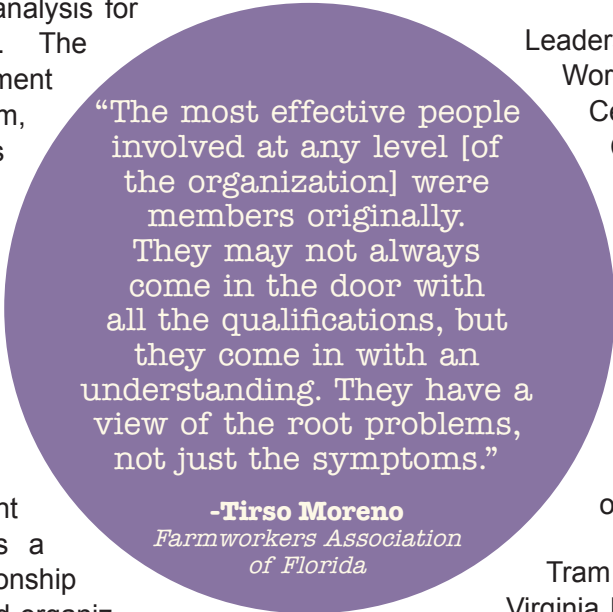 analysis for
The
ment
m,
s
"The most effective people
involved at any level [of
the organization] were
members originally.
They may not always
come in the door with
all the qualifications, but
they come in with an
understanding. They have a
view of the root problems,
not just the symptoms."
-Tirso Moreno
Farmworkers Association
of Florida
nt
s a
onship
Leader
Wor
Ce
o
Tram
Virginia